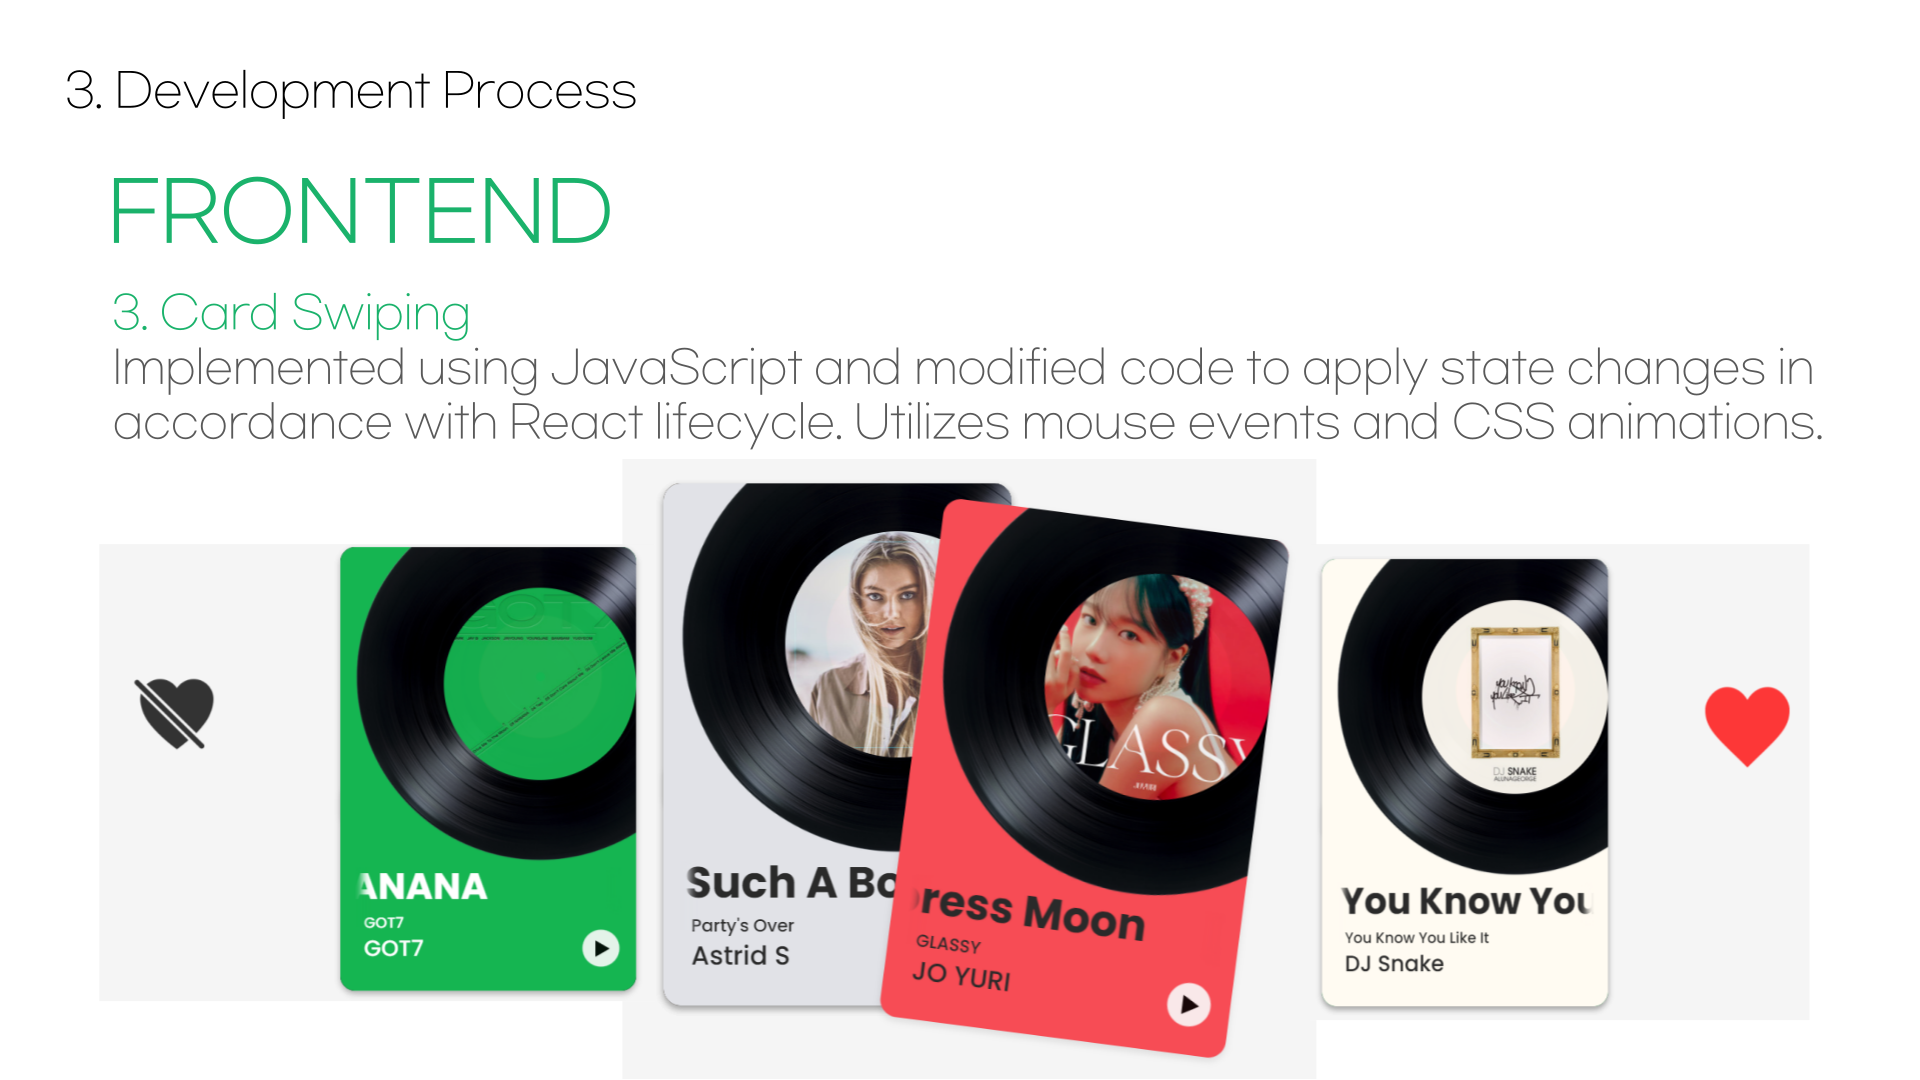 3. Development Process
FRONTEND
3. Card Swiping
Implemented using JavaScript and modified code to apply state changes in
accordance with React lifecycle. Utilizes mouse events and CSS animations.
GOT7
ANANA
GOT7
GOT7
Such A Bo
Party's Over
Astrid S
GLASSY
ress Moon
GLASSY
JO YURI
DJ SNAKE
ALUNAGEORGE
You Know You
You Know You Like It
DJ Snake